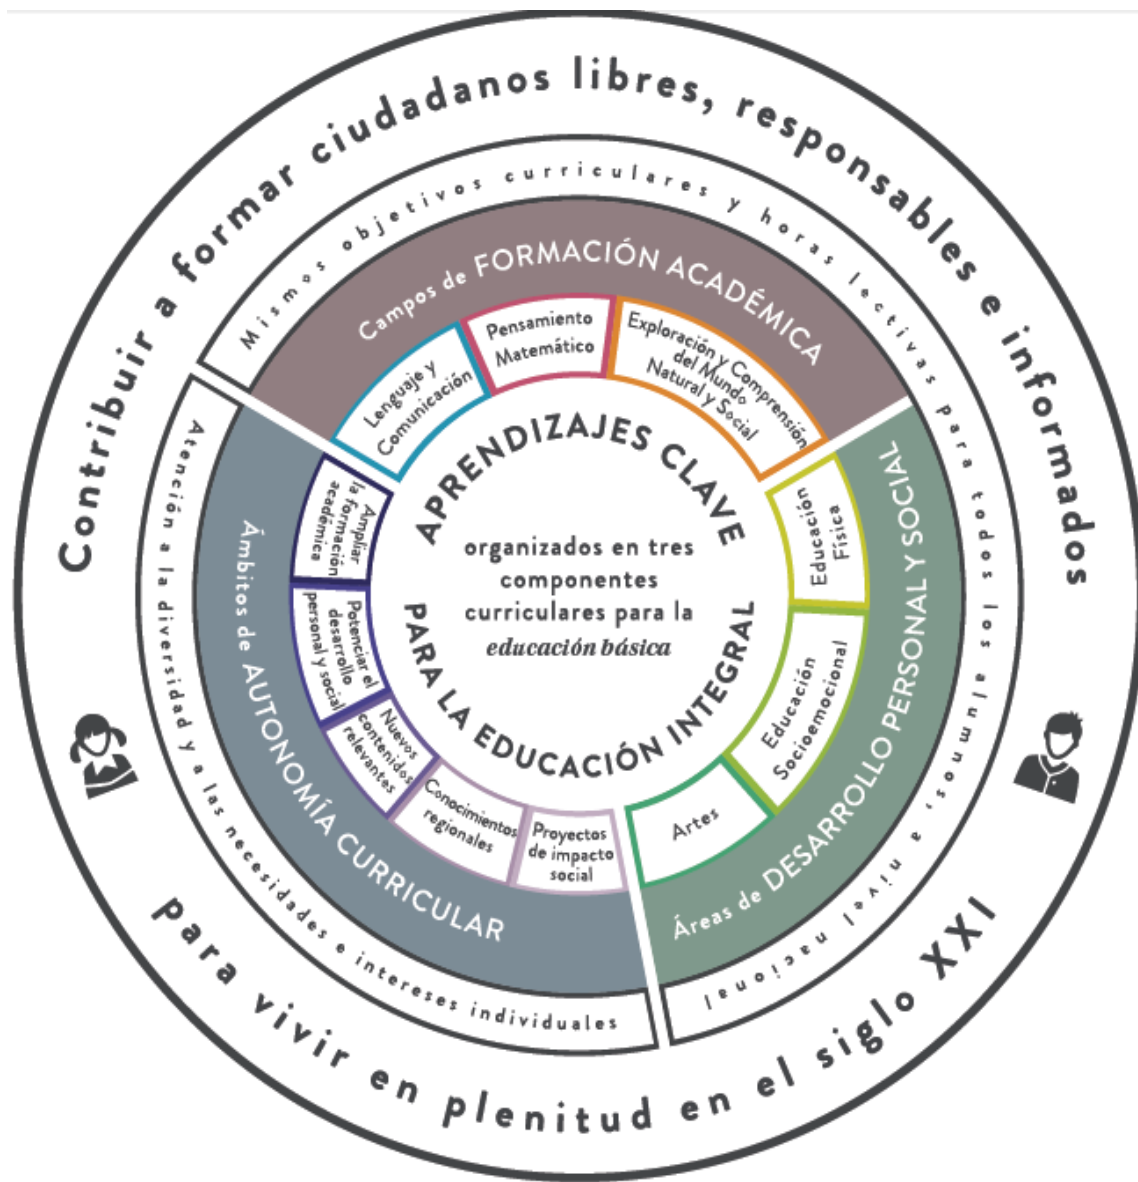 Contribuir a formar ciudadanos libres, responsables e informados
para vivir en plenitud en el siglo XXI
Mismos objetivos curriculares y horas lectivas para todos los alumnos, a nivel nacional
Atención a la diversidad y a las necesidades e intereses individuales
Campos de FORMACIÓN ACADÉMICA
Lenguaje y
Comunicación
Pensamiento
Matemático
Exploración y Comprensión
del Mundo
Natural y Social
Áreas de DESARROLLO PERSONAL Y SOCIAL
Educación
Física
Educación
Socioemocional
Artes
Ámbitos de AUTONOMÍA CURRICULAR
Ampliar
la formación
académica
Potenciar el
desarrollo
personal y social
Nuevos
contenidos
relevantes
Conocimientos
regionales
Proyectos
de impacto
social
APRENDIZAJES CLAVE
organizados en tres
componentes
curriculares para la
educación básica
PARA LA EDUCACIÓN INTEGRAL